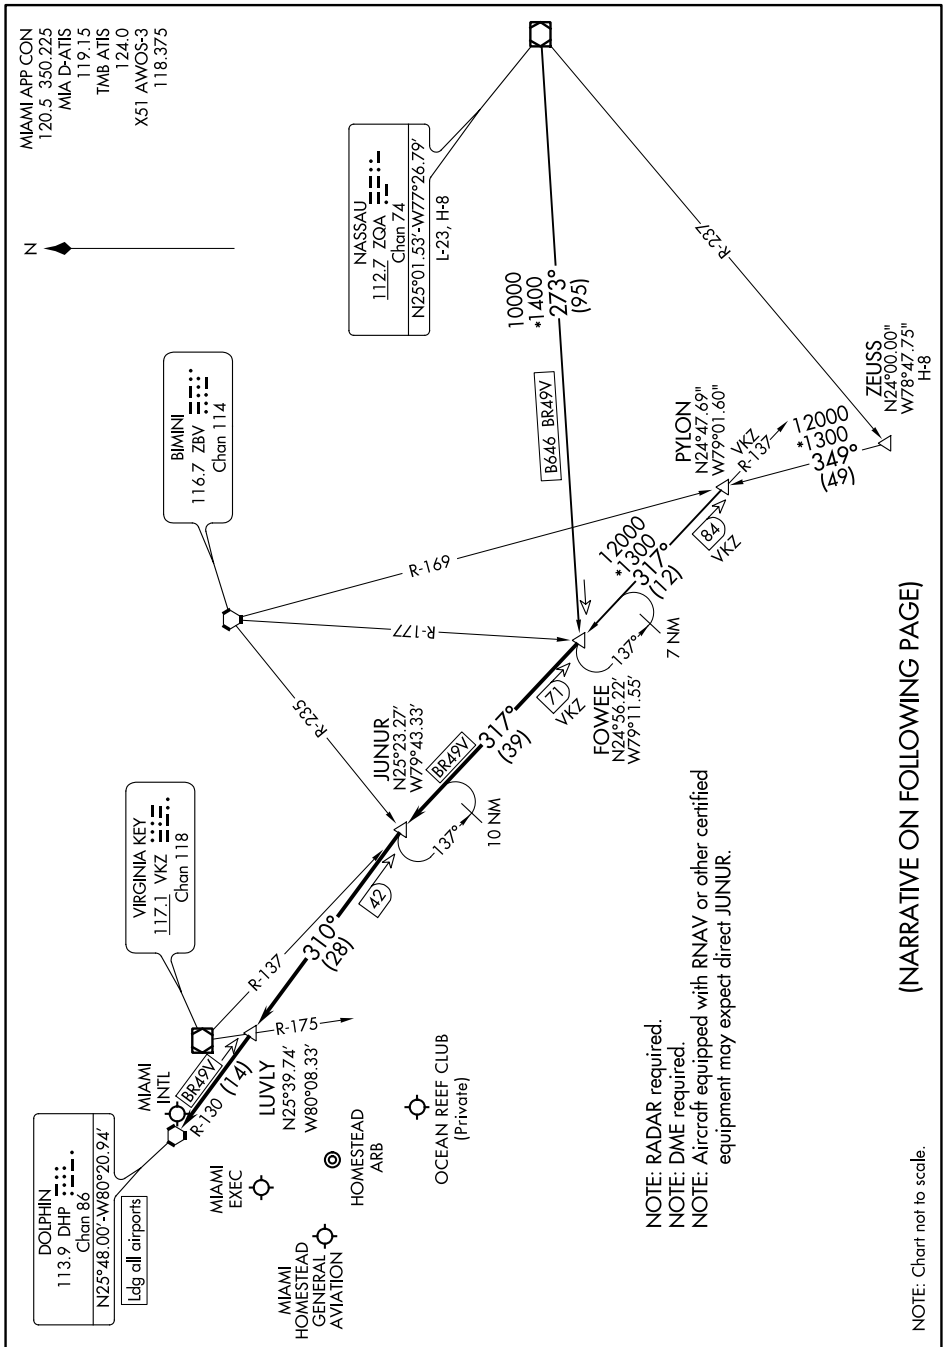 MIAMI APP CON
120.5 350.225
MIA D-ATIS
119.15
TMB ATIS
124.0
X51 AWOS-3
118.375
N
DOLPHIN
113.9 DHP
Chan 86
N25°48.00'-W80°20.94'
Ldg all airports
VIRGINIA KEY
117.1 VKZ
Chan 118
BIMINI
116.7 ZBV
Chan 114
NASSAU
112.7 ZQA
Chan 74
N25°01.53'-W77°26.79'
L-23, H-8
MIAMI
INTL
BR49V
R-130
(14)
LUVLY
N25°39.74'
W80°08.33'
R-175
R-137
310°
(28)
42
R-235
JUNUR
N25°23.27'
W79°43.33'
137°
10 NM
BR49V
317°
(39)
71
VKZ
R-177
R-169
FOWEE
N24°56.22'
W79°11.55'
137°
7 NM
B646 BR49V
10000
*1400
273°
(95)
12000
*1300
317°
(12)
84
VKZ
PYLON
N24°47.69"
W79°01.60"
VKZ
R-137
R-237
12000
*1300
349°
(49)
ZEUSS
N24°00.00"
W78°47.75"
H-8
MIAMI
EXEC
HOMESTEAD
ARB
MIAMI
HOMESTEAD
GENERAL
AVIATION
OCEAN REEF CLUB
(Private)
NOTE: RADAR required.
NOTE: DME required.
NOTE: Aircraft equipped with RNAV or other certified
equipment may expect direct JUNUR.
(NARRATIVE ON FOLLOWING PAGE)
NOTE: Chart not to scale.